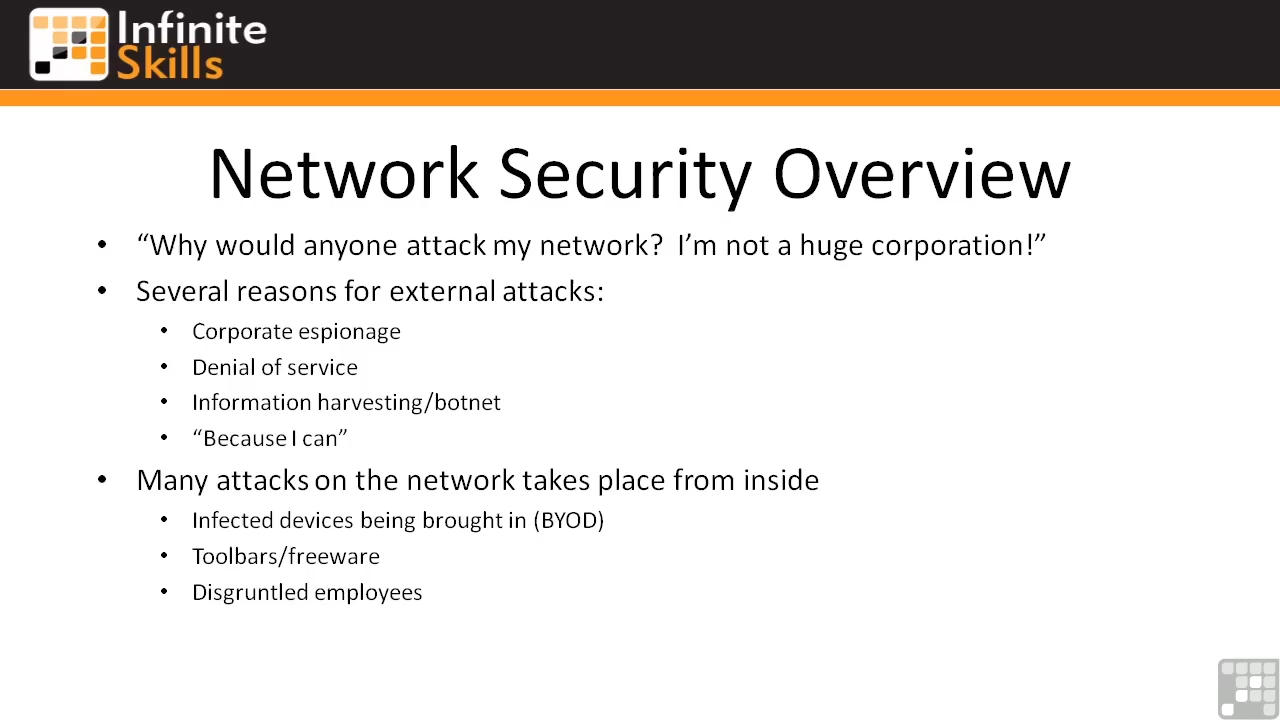 Infinite
Skills
Network Security Overview
• “Why would anyone attack my network?  I’m not a huge corporation!”
• Several reasons for external attacks:
• Corporate espionage
• Denial of service
• Information harvesting/botnet
• “Because I can”
• Many attacks on the network takes place from inside
• Infected devices being brought in (BYOD)
• Toolbars/freeware
• Disgruntled employees